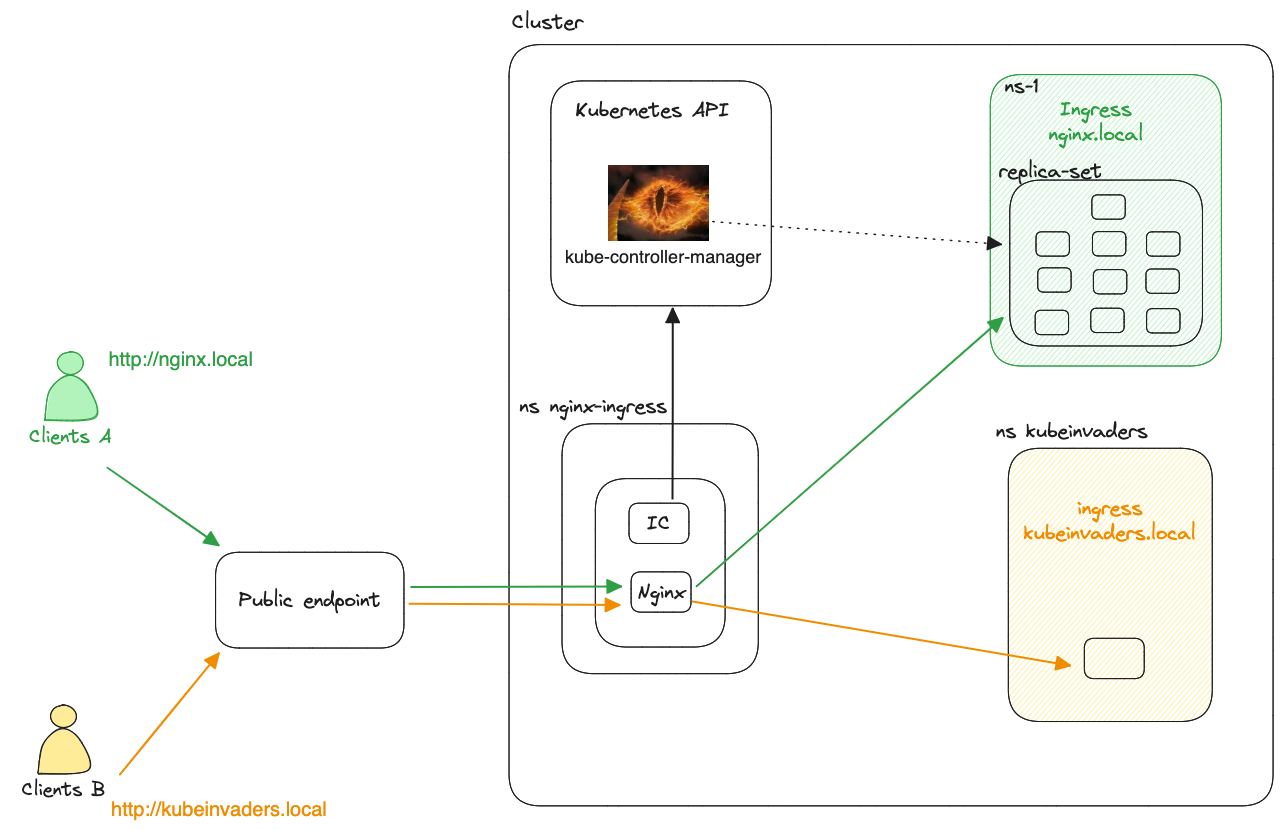 Cluster
Kubernetes API
kube-controller-manager
ns-1
Ingress
nginx.local
replica-set
http://nginx.local
Clients A
ns nginx-ingress
IC
Nginx
ns kubeinvaders
ingress
kubeinvaders.local
Public endpoint
Clients B
http://kubeinvaders.local